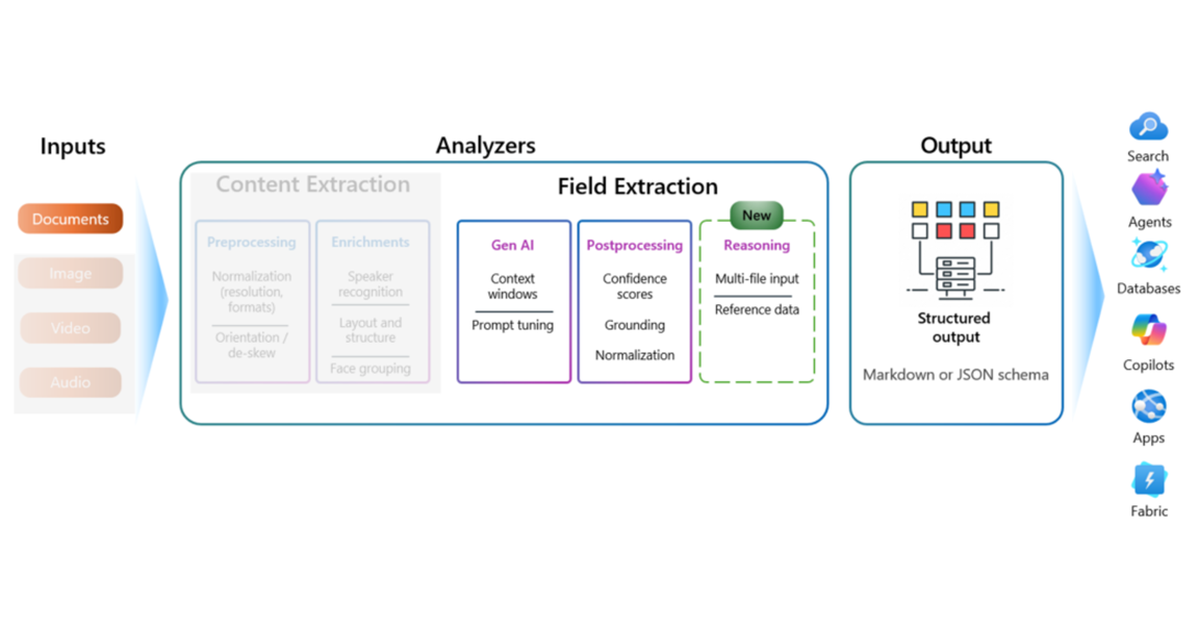 Inputs
Documents
Image
Video
Audio
Analyzers
Content Extraction
Preprocessing
Normalization
(resolution,
formats)
Orientation /
de-skew
Enrichments
Speaker
recognition
Layout and
structure
Face grouping
Field Extraction
Gen AI
Context
windows
Prompt tuning
Postprocessing
Confidence
scores
Grounding
Normalization
New
Reasoning
Multi-file input
Reference data
Output
Structured
output
Markdown or JSON schema
Search
Agents
Databases
Copilots
Apps
Fabric